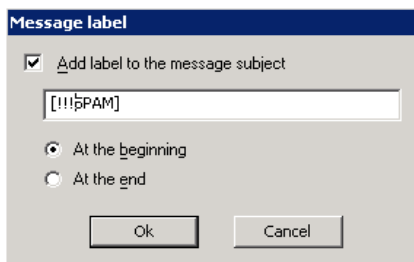 Message label
Add label to the message subject
[!!!SPAM]
At the beginning
At the end
Ok
Cancel